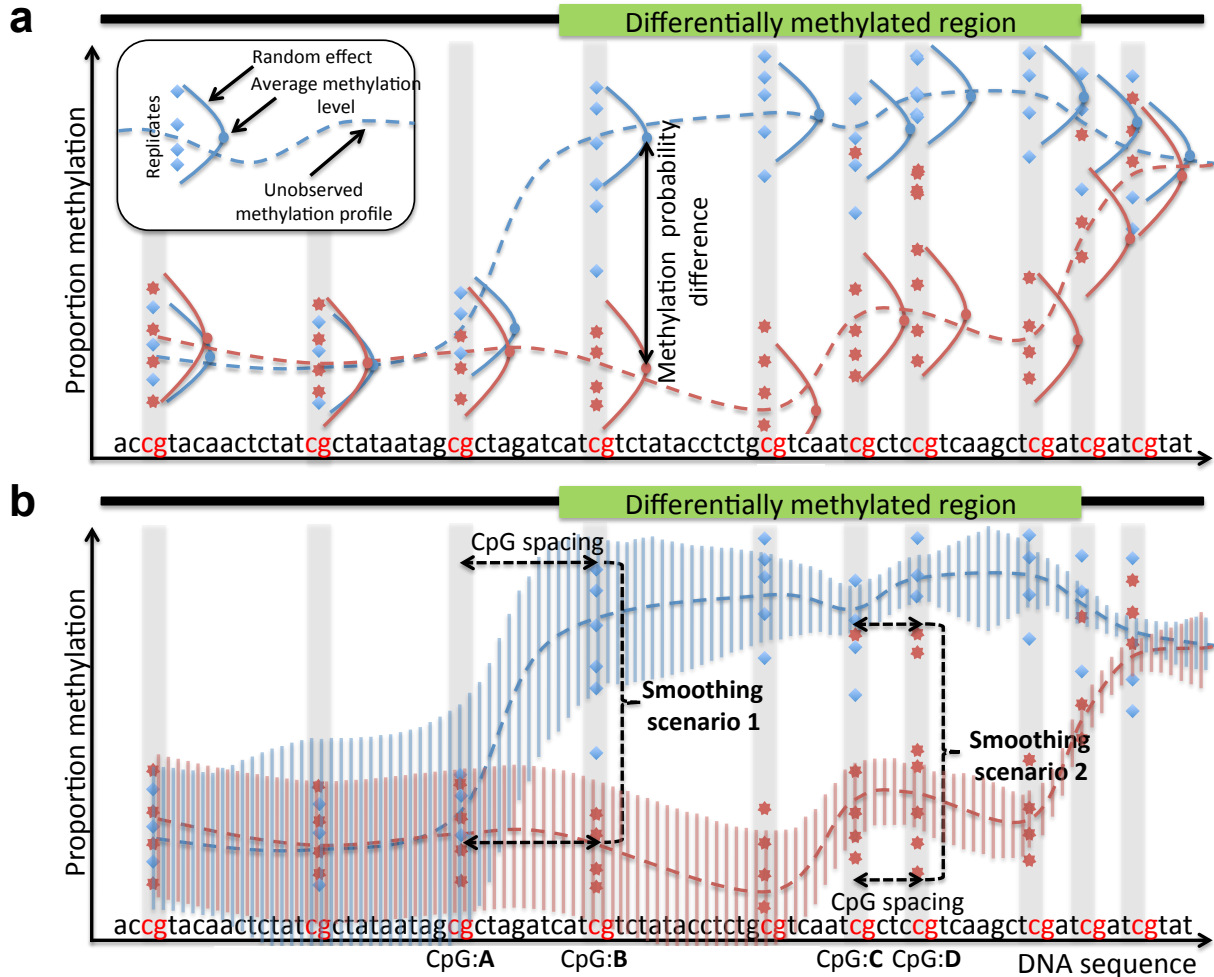 a
Differentially methylated region
Random effect
Average methylation
level
Replicates
Unobserved
methylation profile
Proportion methylation
Methylation probability
difference
accgtacaactctatcgctataatagcgctagatcatcgtctatacctctgcgtcaatcgctccgtcaagctcgatcgatcgtat
b
Differentially methylated region
CpG spacing
Proportion methylation
Smoothing
scenario 1
Smoothing
scenario 2
CpG spacing
accgtacaactctatcgctataatagcgctagatcatcgtctatacctctgcgtcaatcgctccgtcaagctcgatcgatcgtat
CpG:A CpG:B CpG:C CpG:D DNA sequence